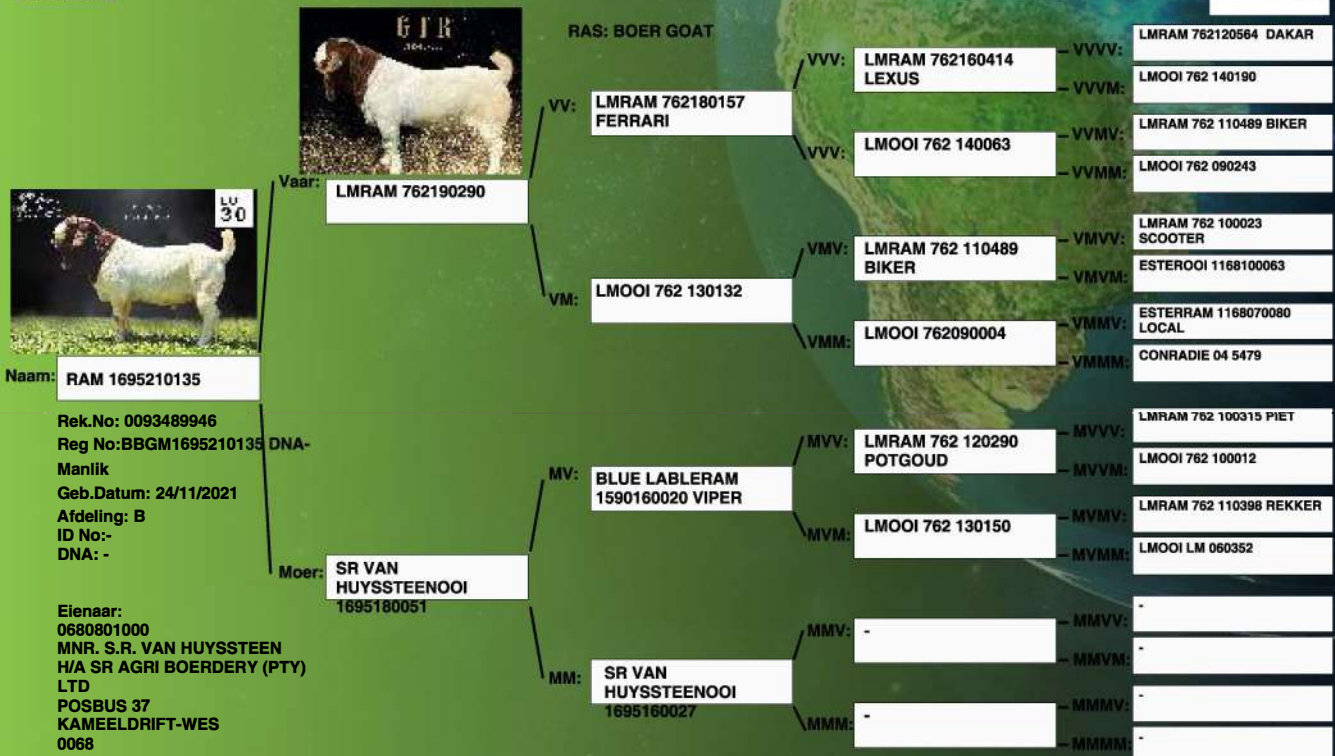 GTR
RAS: BOER GOAT
LU
30
Naam:
RAM 1695210135
Rek.No: 0093489946
Reg No:BBGM1695210135 DNA-
Manlik
Geb.Datum: 24/11/2021
Afdeling: B
ID No:-
DNA: -
Eienaar:
0680801000
MNR. S.R. VAN HUYSSTEEN
H/A SR AGRI BOERDERY (PTY)
LTD
POSBUS 37
KAMEELDRIFT-WES
0068
Vaar:
LMRAM 762190290
Moer:
SR VAN
HUYSSTEENOOI
1695180051
VV:
LMRAM 762180157
FERRARI
VM:
LMOOI 762 130132
MV:
BLUE LABLERAM
1590160020 VIPER
MM:
SR VAN
HUYSSTEENOOI
1695160027
VVV:
LMRAM 762160414
LEXUS
VVV:
LMOOI 762 140063
VMV:
LMRAM 762 110489
BIKER
VMM:
LMOOI 762090004
MVV:
LMRAM 762 120290
POTGOUD
MVM:
LMOOI 762 130150
MMV:
-
MMM:
-
VVVV:
LMRAM 762120564 DAKAR
VVVM:
LMOOI 762 140190
VVMV:
LMRAM 762 110489 BIKER
VVMM:
LMOOI 762 090243
VMVV:
LMRAM 762 100023
SCOOTER
VMVM:
ESTEROOI 1168100063
VMMV:
ESTERRAM 1168070080
LOCAL
VMMM:
CONRADIE 04 5479
MVVV:
LMRAM 762 100315 PIET
MVVM:
LMOOI 762 100012
MVMV:
LMRAM 762 110398 REKKER
MVMM:
LMOOI LM 060352
MMVV:
-
MMVM:
-
MMMV:
-
MMMM:
-